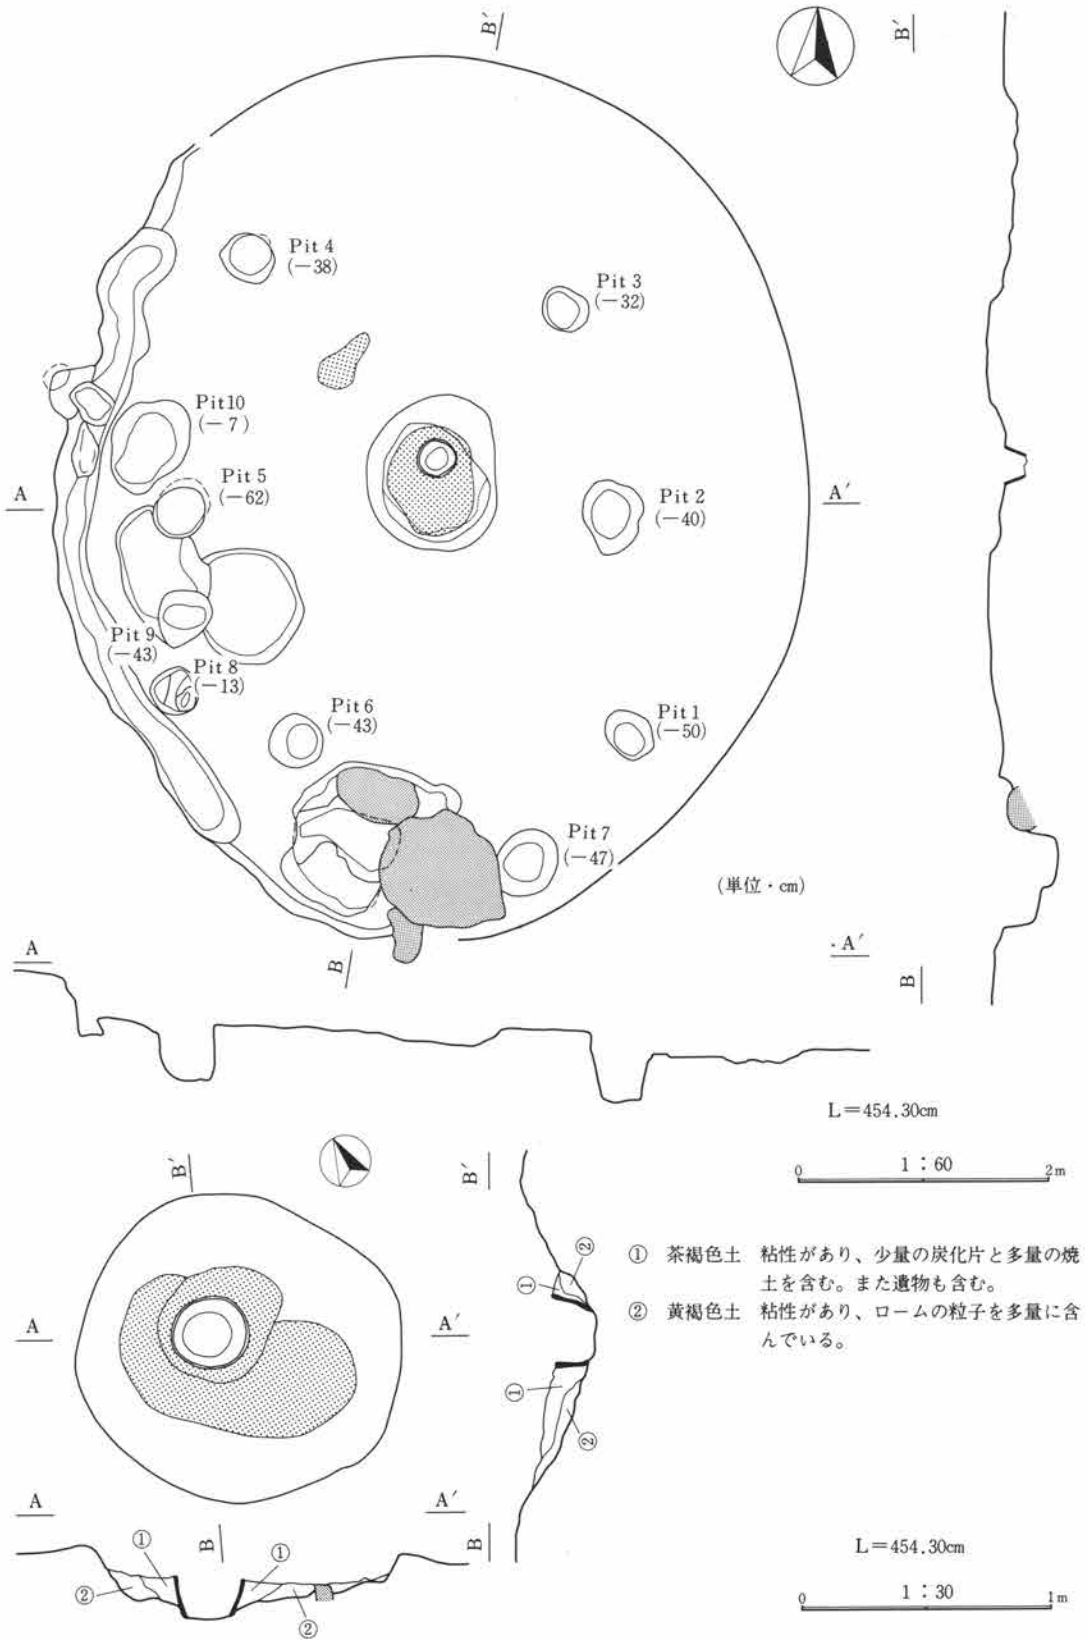 B′
B′
Pit 4
(−38)
Pit 3
(−32)
Pit10
(−7)
Pit 5
(−62)
A
Pit 2
(−40)
A′
Pit 9
(−43)
Pit 8
(−13)
Pit 6
(−43)
Pit 1
(−50)
Pit 7
(−47)
(単位・cm)
A
B
A′
B
L＝454.30cm
1：60
0
2m
B′
B′
② 
①
①
②
① 茶褐色土 粘性があり、少量の炭化片と多量の焼
土を含む。また遺物も含む。
② 黄褐色土 粘性があり、ロームの粒子を多量に含
んでいる。
A
A′
A
A′
B
B
①
①
②
②
L＝454.30cm
1：30
0
1m